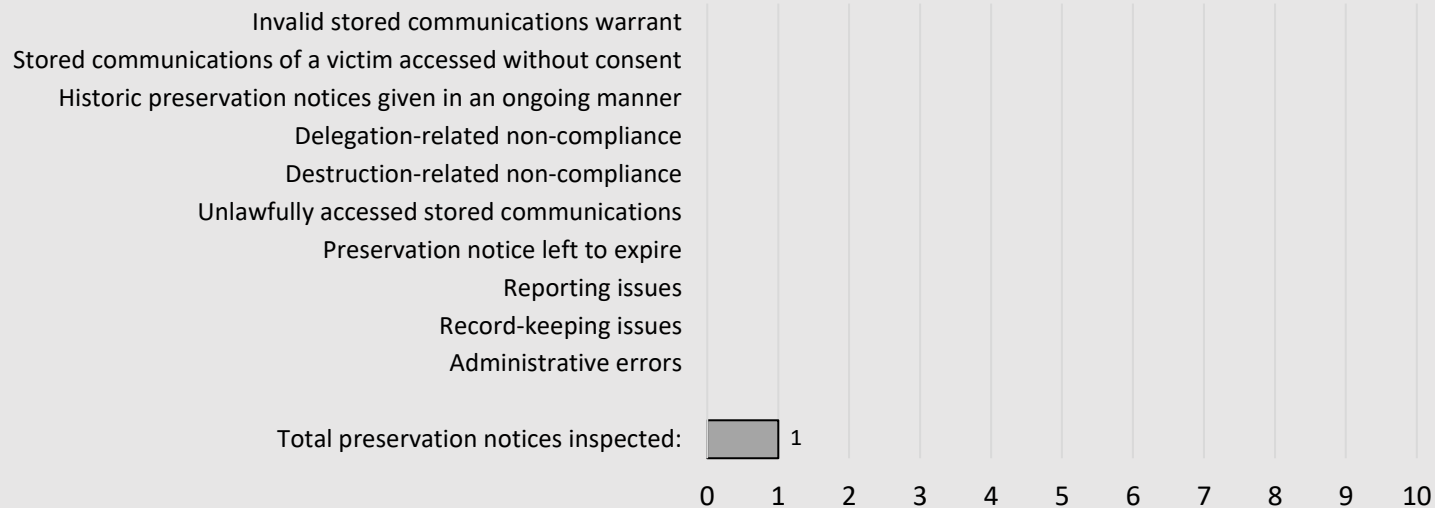 Invalid stored communications warrant
Stored communications of a victim accessed without consent
Historic preservation notices given in an ongoing manner
Delegation-related non-compliance
Destruction-related non-compliance
Unlawfully accessed stored communications
Preservation notice left to expire
Reporting issues
Record-keeping issues
Administrative errors
Total preservation notices inspected: 1
0 1 2 3 4 5 6 7 8 9 10